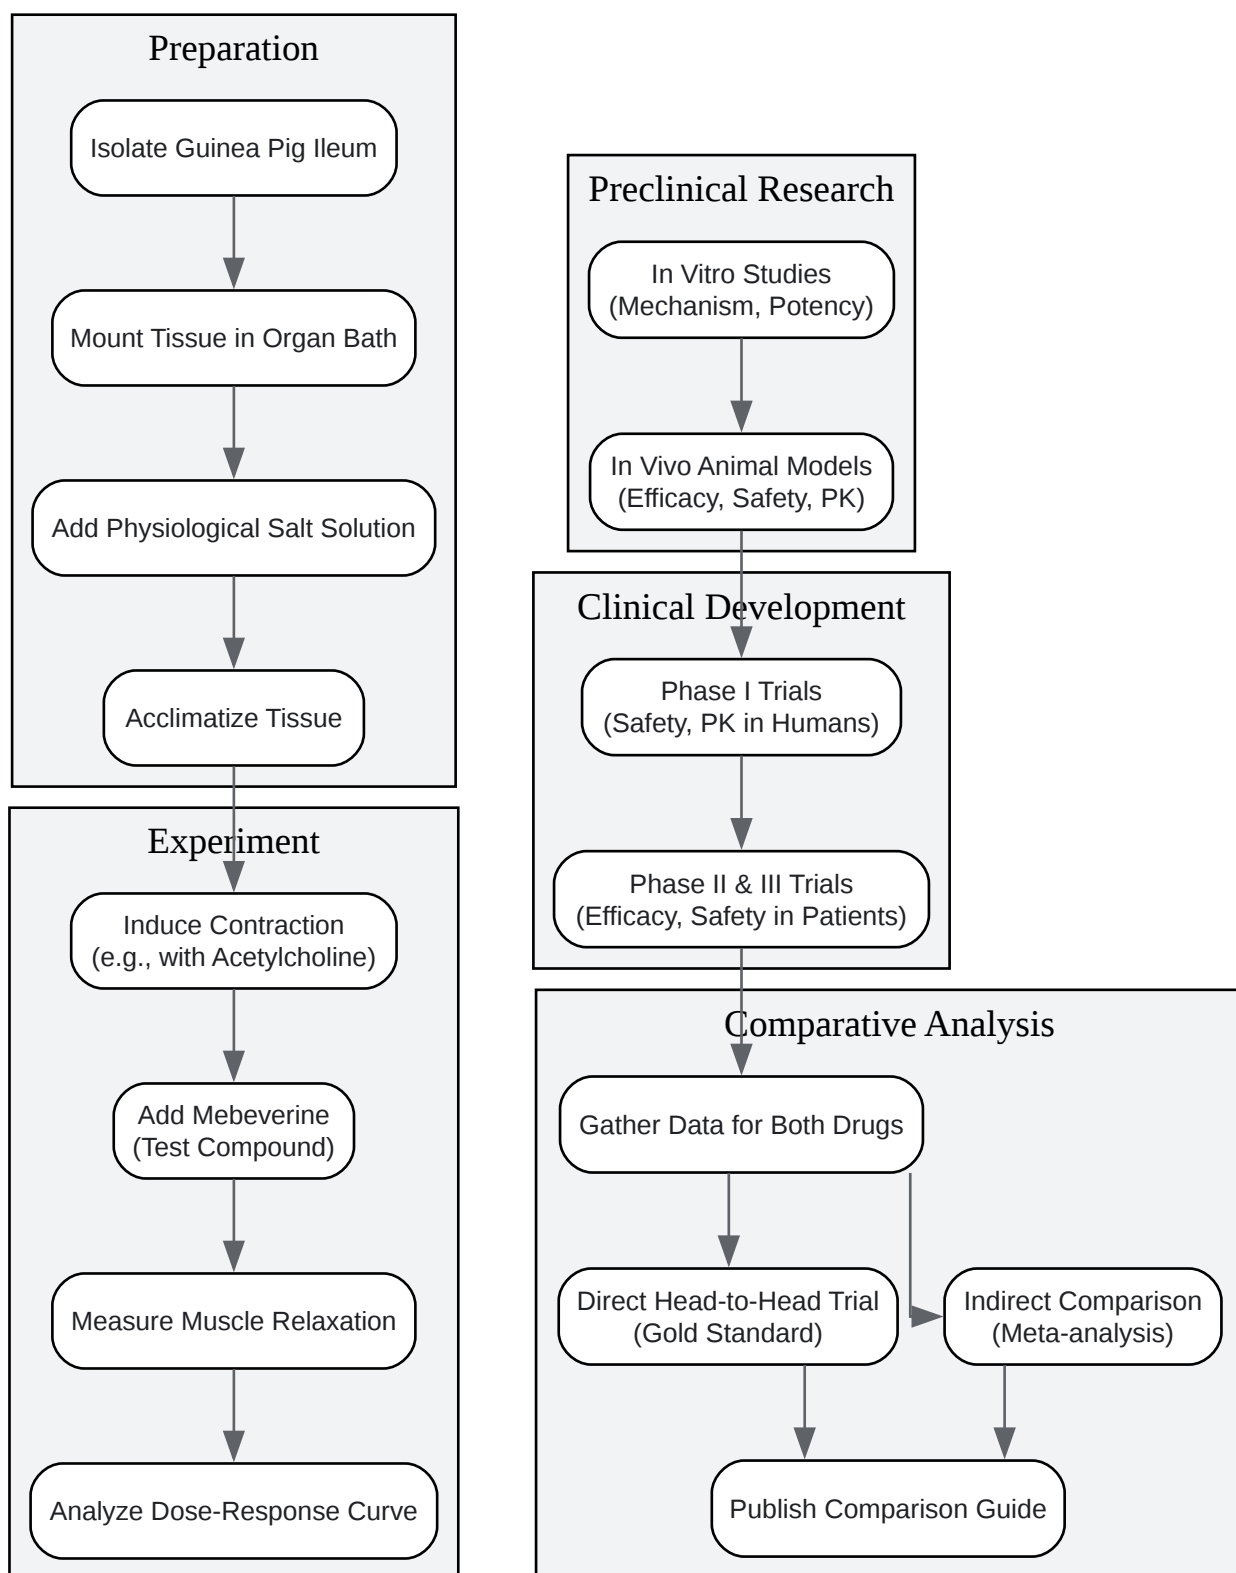 Preparation
Isolate Guinea Pig Ileum
Mount Tissue in Organ Bath
Add Physiological Salt Solution
Acclimatize Tissue
Experiment
Induce Contraction
(e.g., with Acetylcholine)
Add Mebeverine
(Test Compound)
Measure Muscle Relaxation
Analyze Dose-Response Curve
Preclinical Research
In Vitro Studies
(Mechanism, Potency)
In Vivo Animal Models
(Efficacy, Safety, PK)
Clinical Development
Phase I Trials
(Safety, PK in Humans)
Phase II & III Trials
(Efficacy, Safety in Patients)
Comparative Analysis
Gather Data for Both Drugs
Direct Head-to-Head Trial
(Gold Standard)
Indirect Comparison
(Meta-analysis)
Publish Comparison Guide